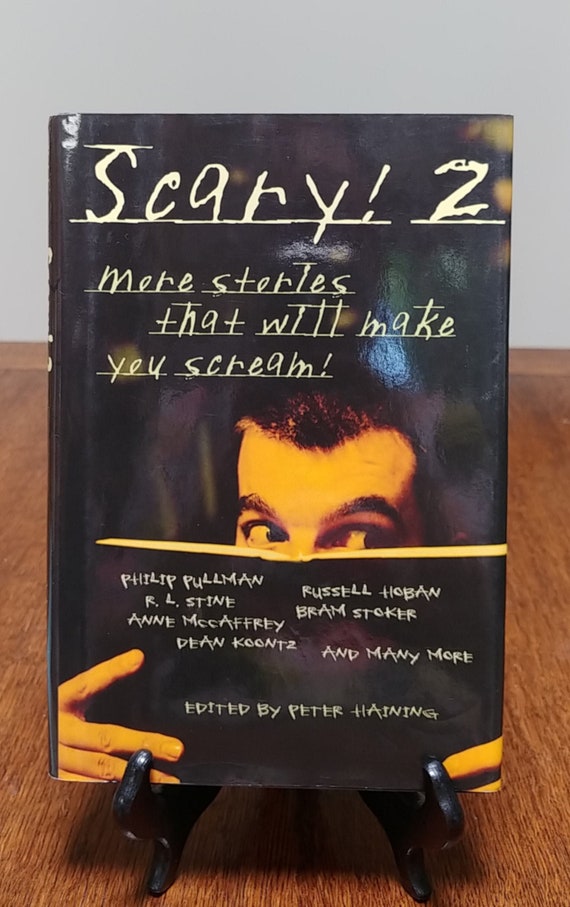 Scary! 2
more stories
that will make
you scream!
PHILIP PULLMAN
RUSSELL HOBAN
R. L. STINE
BRAM STOKER
ANNE McCAFFREY
DEAN KOONTZ
AND MANY MORE
EDITED BY PETER HAINING